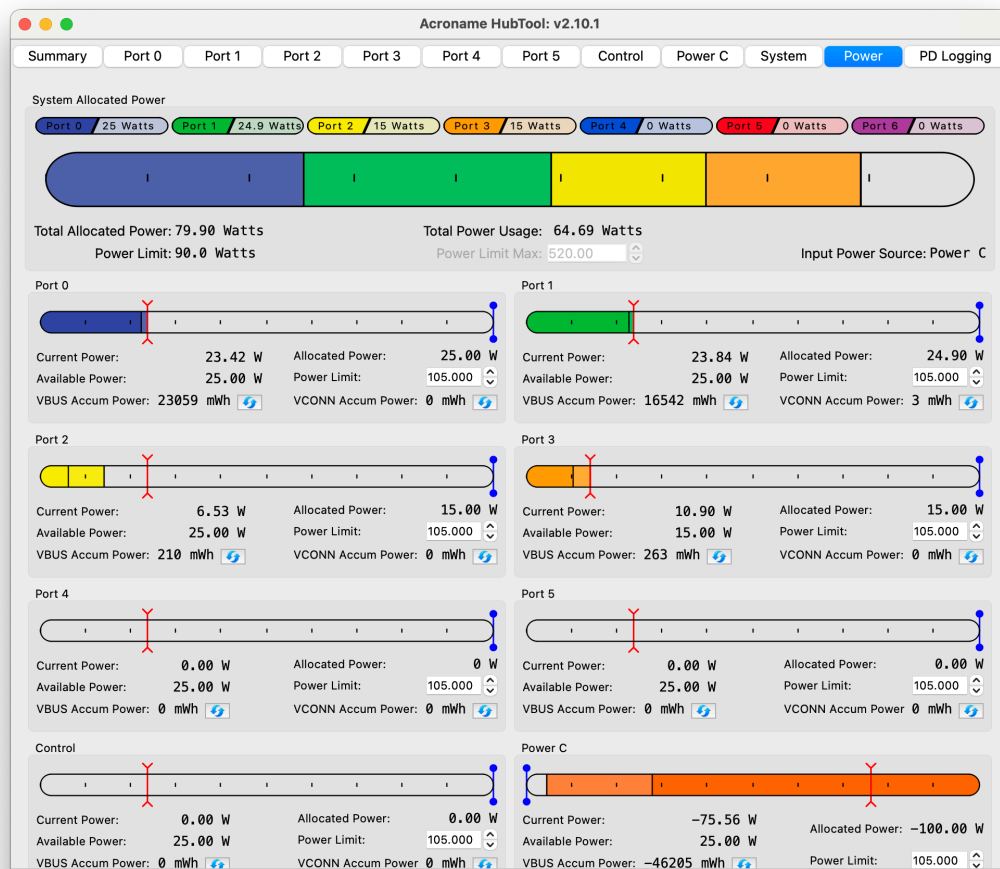 Acroname HubTool: v2.10.1
Summary Port 0 Port 1 Port 2 Port 3 Port 4 Port 5 Control Power C System Power PD Logging
System Allocated Power
Port 0 25 Watts Port 1 24.9 Watts Port 2 15 Watts Port 3 15 Watts Port 4 0 Watts Port 5 0 Watts Port 6 0 Watts
Total Allocated Power: 79.90 Watts Total Power Usage: 64.69 Watts
Power Limit: 90.0 Watts Power Limit Max: 520.00 Input Power Source: Power C
Port 0
Current Power: 23.42 W Allocated Power: 25.00 W
Available Power: 25.00 W Power Limit: 105.000
VBUS Accum Power: 23059 mWh VCONN Accum Power: 0 mWh
Port 1
Current Power: 23.84 W Allocated Power: 24.90 W
Available Power: 25.00 W Power Limit: 105.000
VBUS Accum Power: 16542 mWh VCONN Accum Power: 3 mWh
Port 2
Current Power: 6.53 W Allocated Power: 15.00 W
Available Power: 25.00 W Power Limit: 105.000
VBUS Accum Power: 210 mWh VCONN Accum Power: 0 mWh
Port 3
Current Power: 10.90 W Allocated Power: 15.00 W
Available Power: 15.00 W Power Limit: 105.000
VBUS Accum Power: 263 mWh VCONN Accum Power: 0 mWh
Port 4
Current Power: 0.00 W Allocated Power: 0 W
Available Power: 25.00 W Power Limit: 105.000
VBUS Accum Power: 0 mWh VCONN Accum Power: 0 mWh
Port 5
Current Power: 0.00 W Allocated Power: 0.00 W
Available Power: 25.00 W Power Limit: 105.000
VBUS Accum Power: 0 mWh VCONN Accum Power 0 mWh
Control
Current Power: 0.00 W Allocated Power: 0.00 W
Available Power: 25.00 W Power Limit: 105.000
VBUS Accum Power: 0 mWh VCONN Accum Power 0 mWh
Power C
Current Power: -75.56 W Allocated Power: -100.00 W
Available Power: 25.00 W
VBUS Accum Power: -46205 mWh Power Limit: 105.000